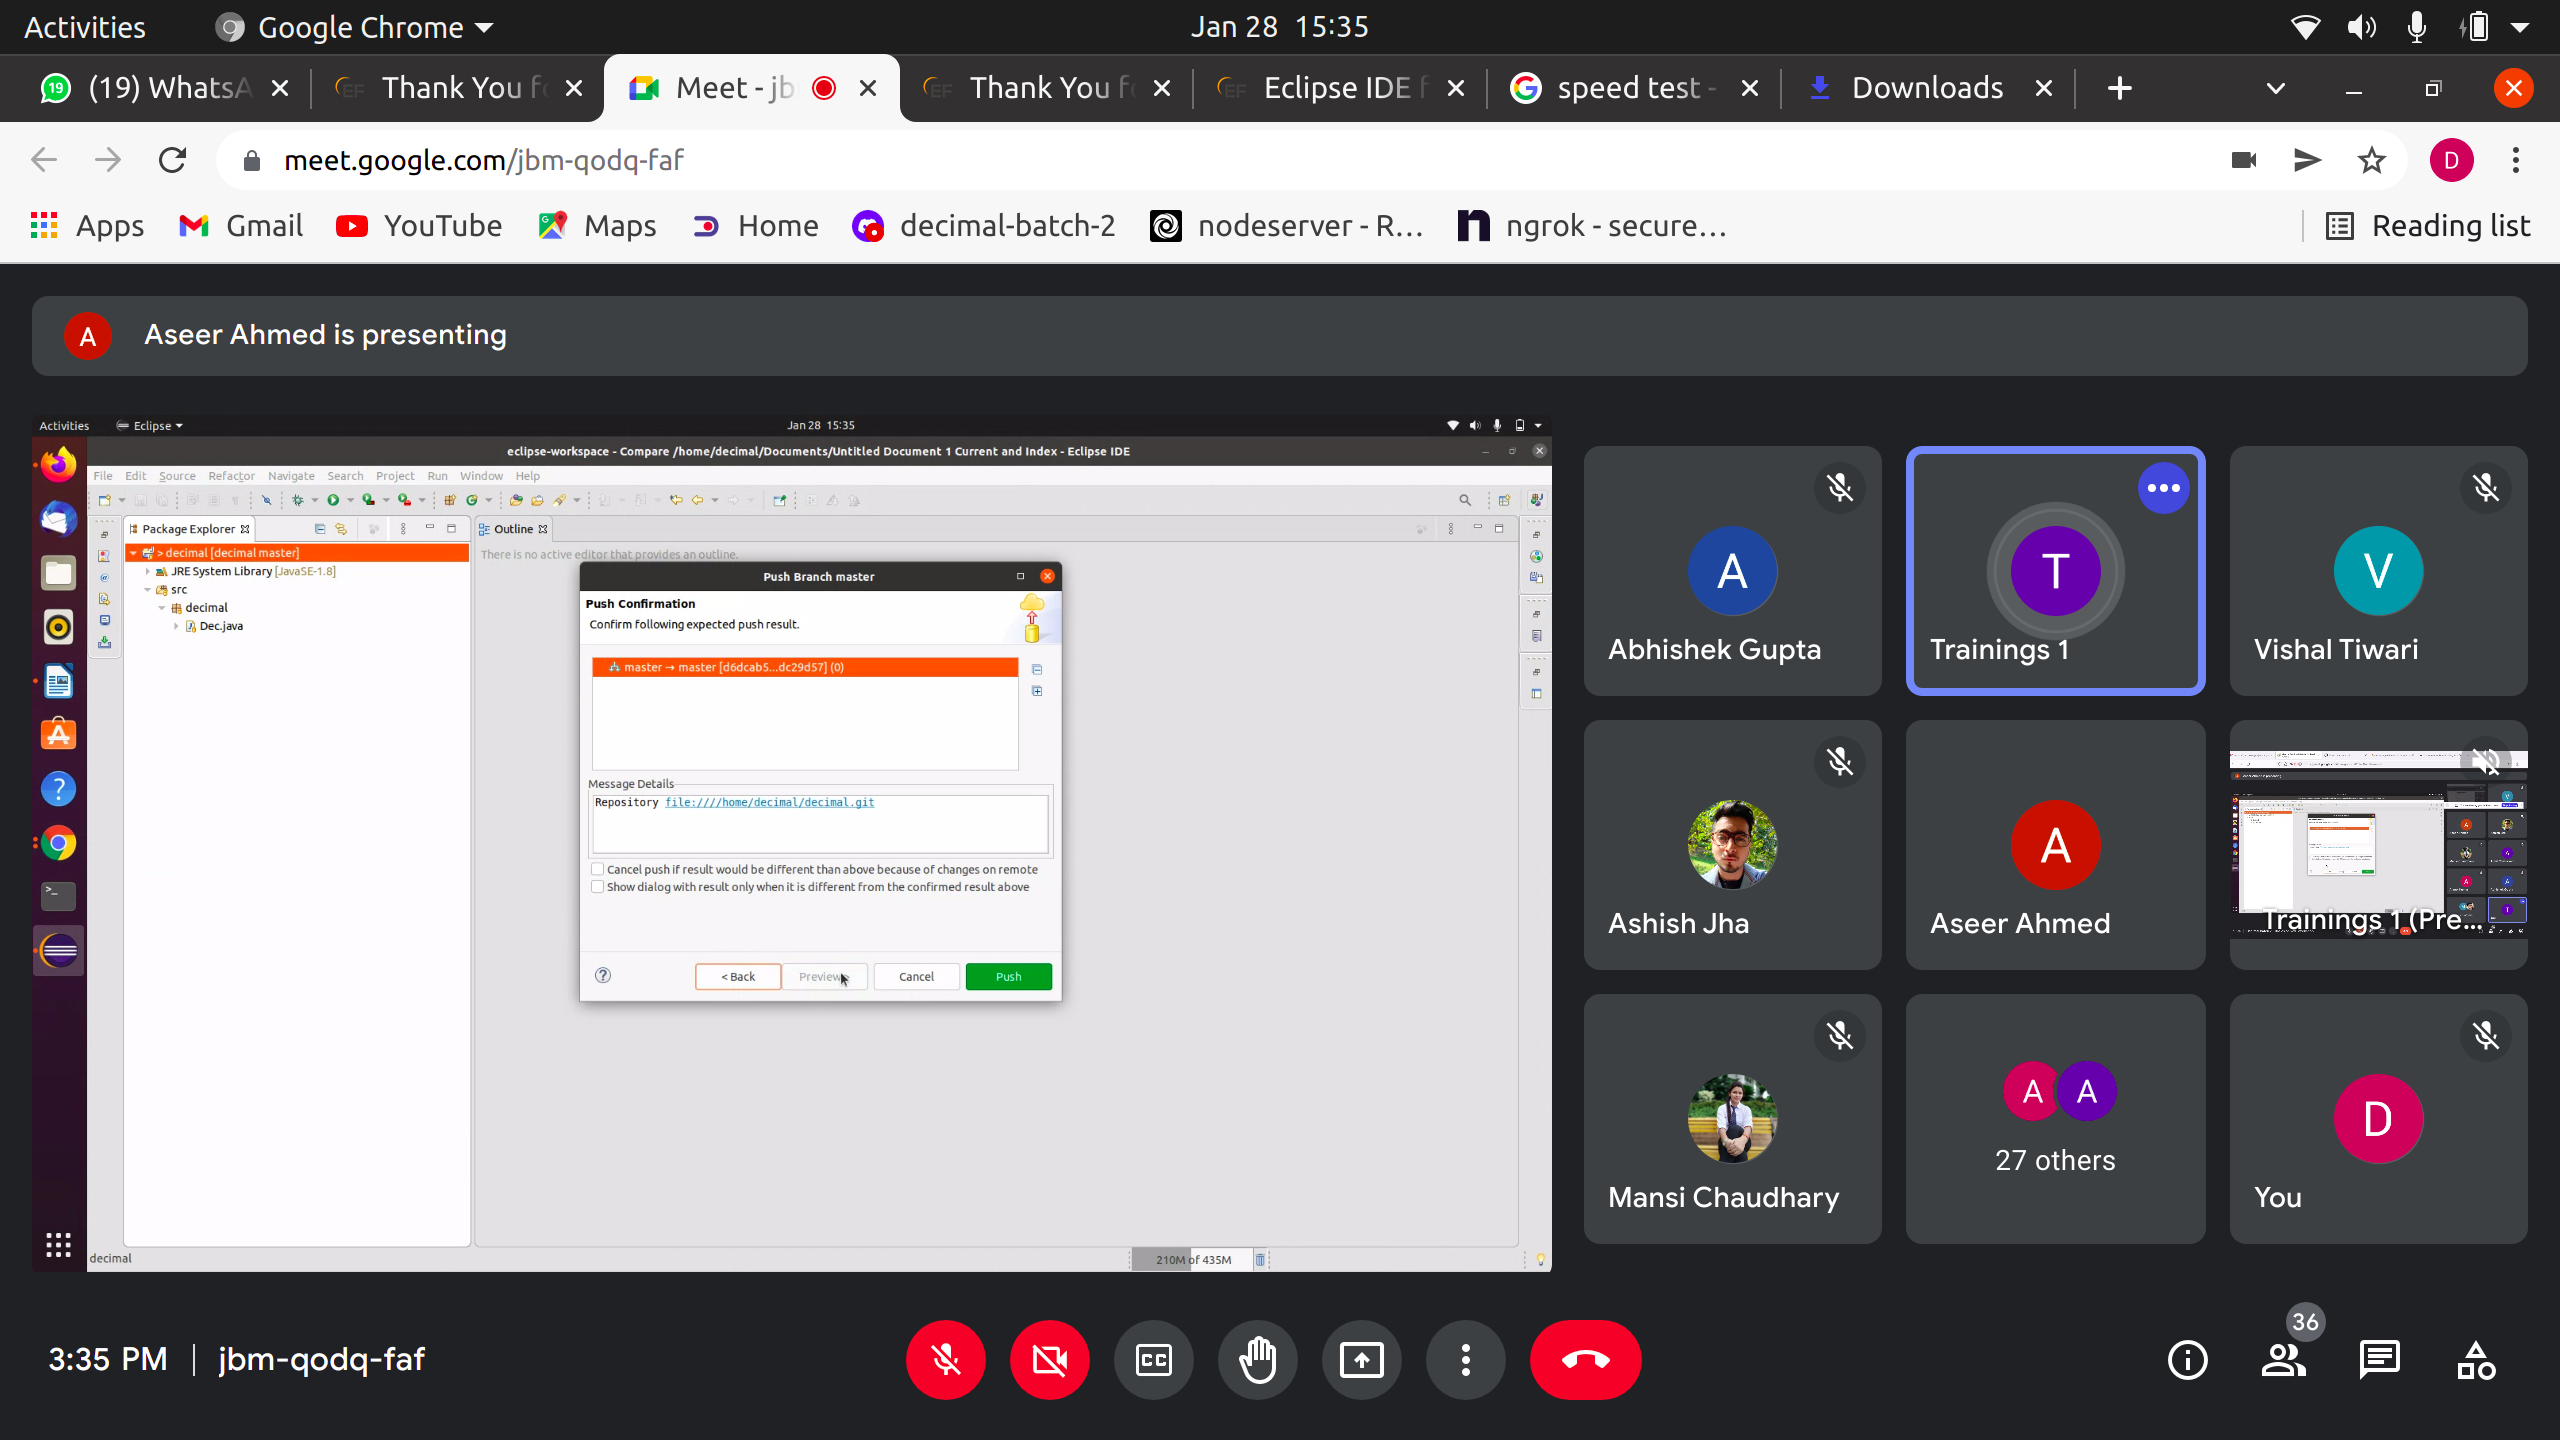 Activities Google Chrome Jan 28 15:35
19 (19) WhatsA Thank You fo Meet - jb Thank You fo Eclipse IDE f speed test - Downloads
meet.google.com/jbm-qodq-faf D
Apps Gmail YouTube Maps Home decimal-batch-2 nodeserver - R... ngrok - secure... Reading list
A Aseer Ahmed is presenting
Activities Eclipse Jan 28 15:35
eclipse-workspace - Compare /home/decimal/Documents/Untitled Document 1 Current and Index - Eclipse IDE
File Edit Source Refactor Navigate Search Project Run Window Help
Package Explorer Outline
> decimal [decimal master]
There is no active editor that provides an outline.
JRE System Library [JavaSE-1.8]
src
decimal
Dec.java
Push Branch master
Push Confirmation
Confirm following expected push result.
master → master [d6dcab5...dc29d57] (0)
Message Details
Repository file:////home/decimal/decimal.git
Cancel push if result would be different than above because of changes on remote
Show dialog with result only when it is different from the confirmed result above
< Back Preview Cancel Push
decimal 210M of 435M
A T V
Abhishek Gupta Trainings 1 Vishal Tiwari
A
Ashish Jha Aseer Ahmed Trainings 1 (Pre...
A A D
27 others
Mansi Chaudhary You
3:35 PM jbm-qodq-faf CC 36